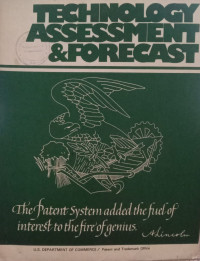 TECHNOLOGY
ASSESSMENT
& FORECAST
The Patent System added the fuel of
interest to the fire of genius.
A. Lincoln
U.S. DEPARTMENT OF COMMERCE / Patent and Trademark Office